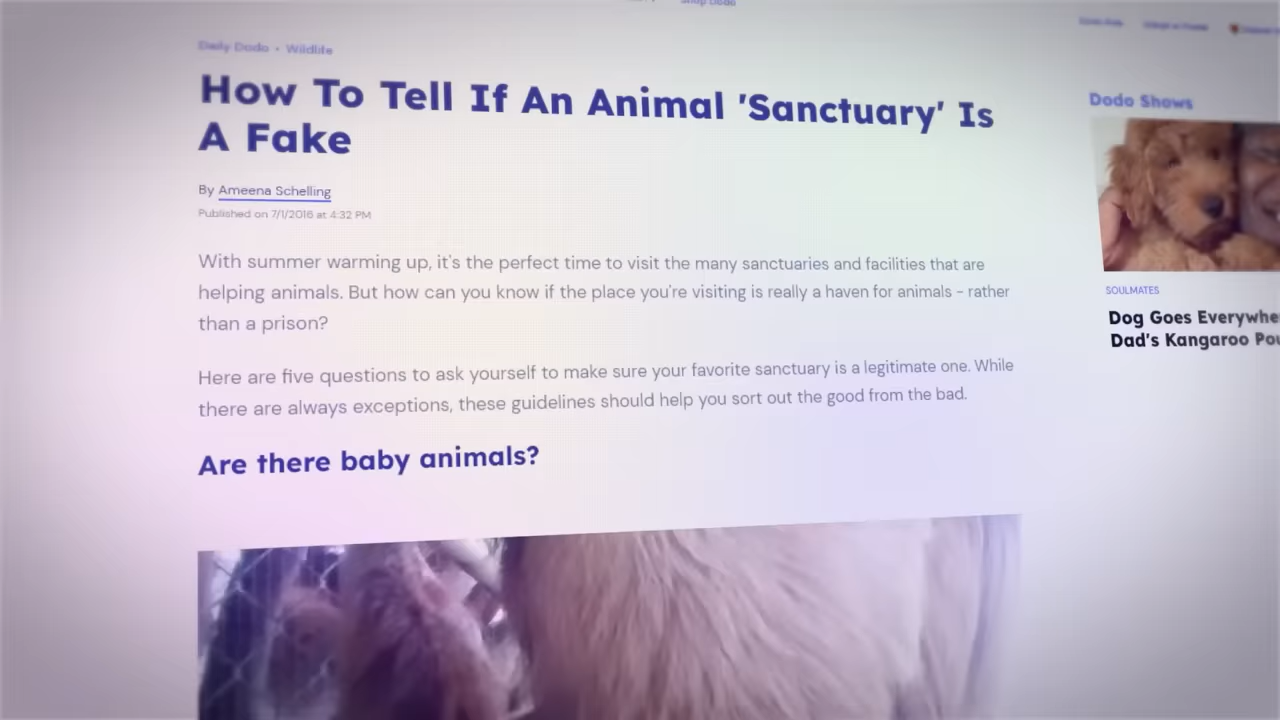 Daily Dodo • Wildlife
How To Tell If An Animal 'Sanctuary' Is
A Fake
By Ameena Schelling
Published on 7/1/2016 at 4:32 PM
With summer warming up, it's the perfect time to visit the many sanctuaries and facilities that are
helping animals. But how can you know if the place you're visiting is really a haven for animals – rather
than a prison?
Here are five questions to ask yourself to make sure your favorite sanctuary is a legitimate one. While
there are always exceptions, these guidelines should help you sort out the good from the bad.
Are there baby animals?
Dodo Shows
SOULMATES
Dog Goes Everywhe
Dad's Kangaroo Pou